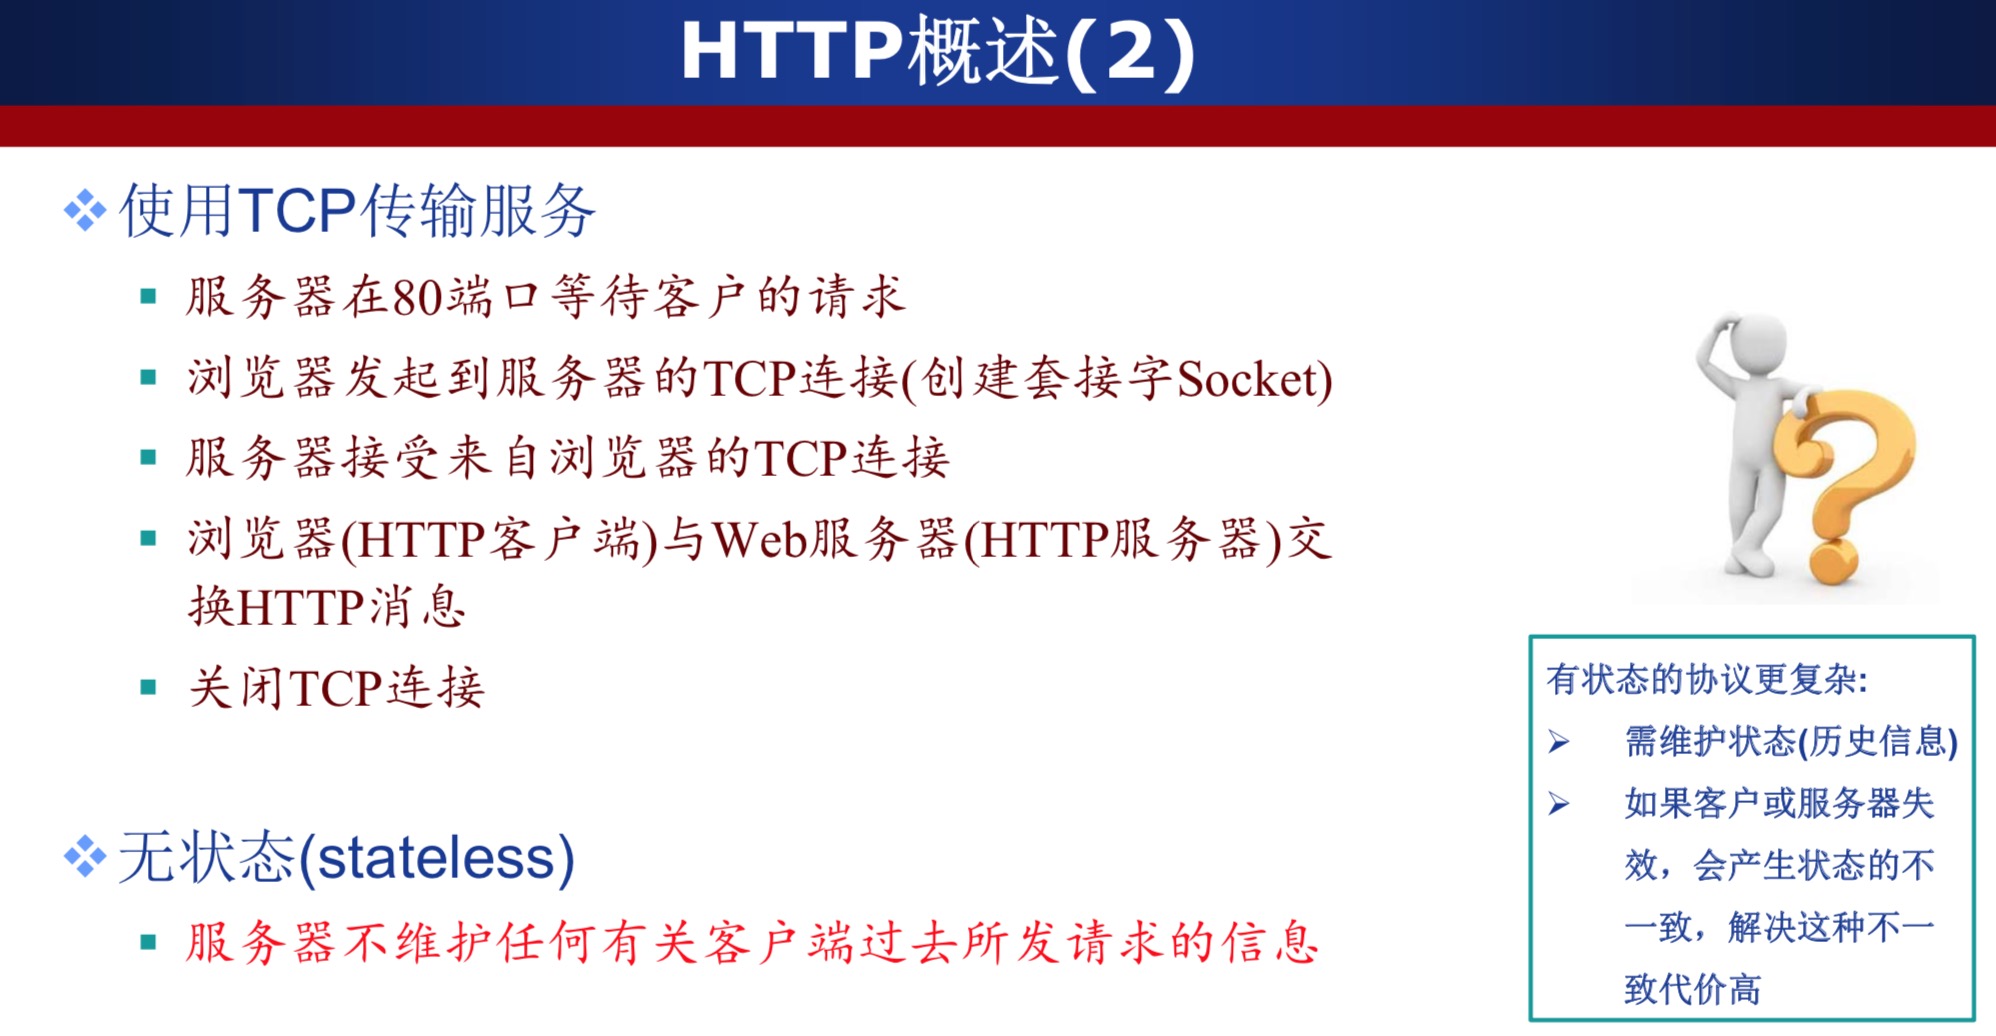 HTTP概述(2)
使用TCP传输服务
服务器在80端口等待客户的请求
浏览器发起到服务器的TCP连接(创建套接字Socket)
服务器接受来自浏览器的TCP连接
浏览器(HTTP客户端)与Web服务器(HTTP服务器)交
换HTTP消息
关闭TCP连接
无状态(stateless)
服务器不维护任何有关客户端过去所发请求的信息
有状态的协议更复杂:
需维护状态(历史信息)
如果客户或服务器失
效，会产生状态的不
一致，解决这种不一
致代价高